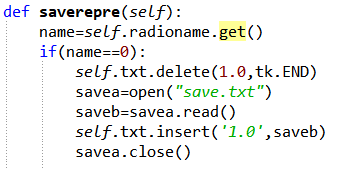 def saverepre(self):
name=self.radioname.get()
if(name==0):
self.txt.delete(1.0,tk.END)
savea=open("save.txt")
saveb=savea.read()
self.txt.insert('1.0',saveb)
savea.close()